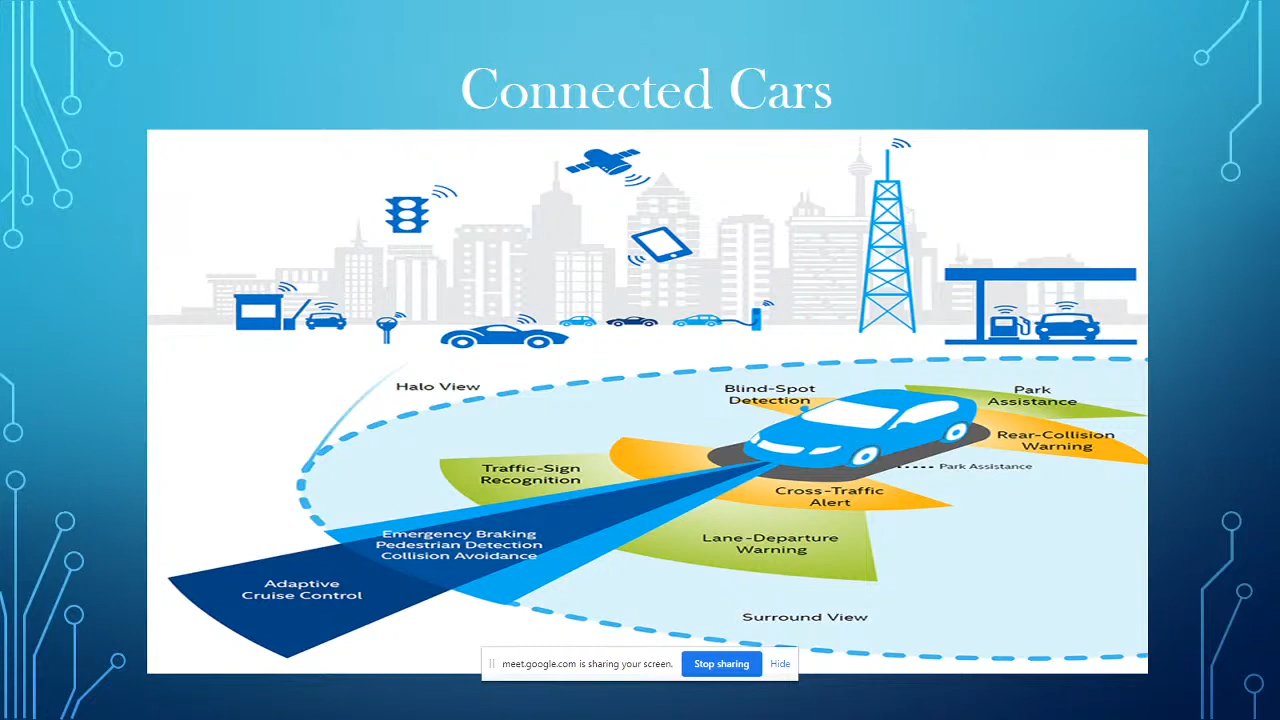 Connected Cars
Halo View
Blind-Spot
Detection
Park
Assistance
Rear-Collision
Warning
Park Assistance
Traffic-Sign
Recognition
Cross-Traffic
Alert
Emergency Braking
Pedestrian Detection
Collision Avoidance
Lane-Departure
Warning
Adaptive
Cruise Control
Surround View
meet.google.com is sharing your screen.
Stop sharing
Hide